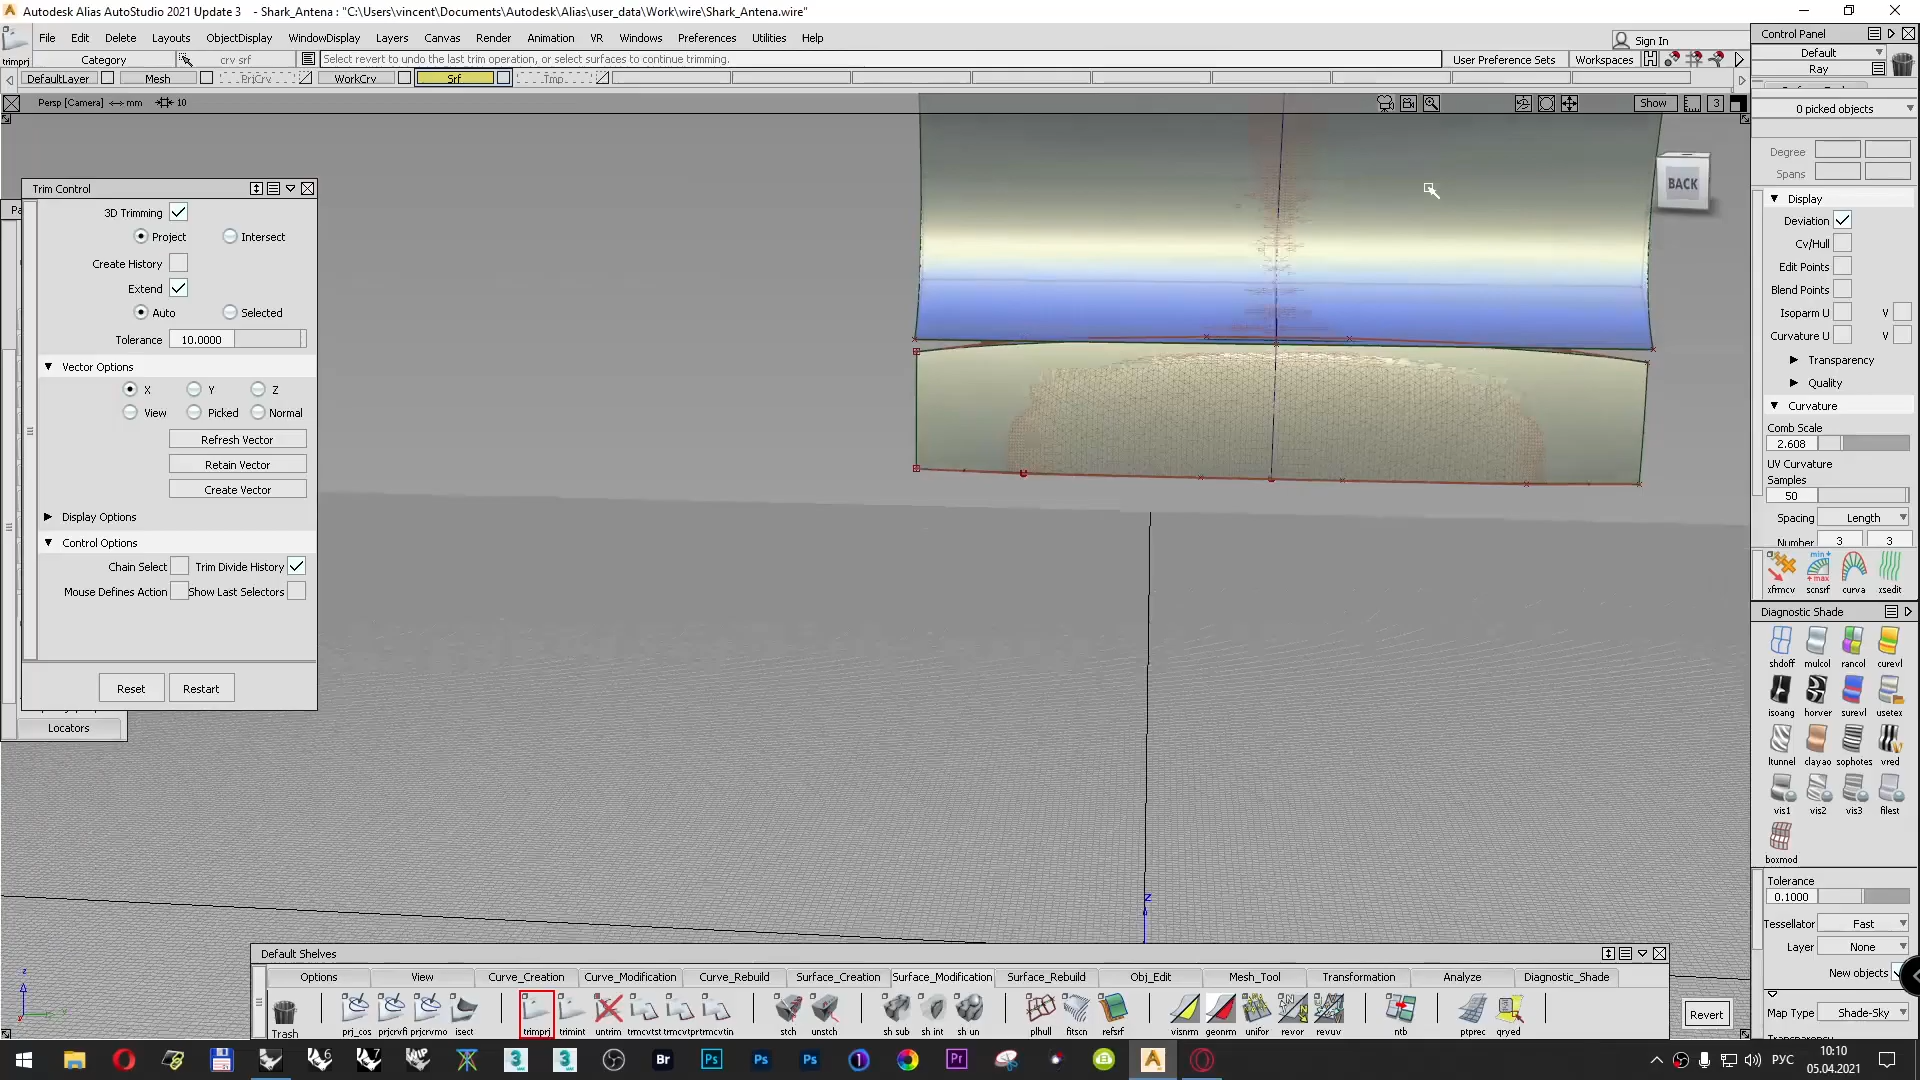 Autodesk Alias AutoStudio 2021 Update 3 - Shark_Antena : "C:\Users\vincent\Documents\Autodesk\Alias\user_data\Work\wire\Shark_Antena.wire"
File Edit Delete Layouts ObjectDisplay WindowDisplay Layers Canvas Render Animation VR Windows Preferences Utilities Help
Sign In
trimprj Category crv srf Select revert to undo the last trim operation, or select surfaces to continue trimming. User Preference Sets Workspaces
DefaultLayer Mesh PrjCrv WorkCrv Srf Tmp
Persp [Camera] mm 10
Show 3
Control Panel
Default
Ray
0 picked objects
Degree
Spans
Display
Deviation
Cv/Hull
Edit Points
Blend Points
Isoparm U V
Curvature U V
Transparency
Quality
Curvature
Comb Scale
2.608
UV Curvature
Samples
50
Spacing Length
Number 3 3
xfrmcv scnsrf curva xsedit
Diagnostic Shade
shdoff mulcol rancol curevl
isoang horver surevl usetex
ltunnel clayao sophotes vred
vis1 vis2 vis3 filest
boxmod
Tolerance
0.1000
Tessellator Fast
Layer None
New objects
Map Type Shade-Sky
BACK
Trim Control
3D Trimming
Project Intersect
Create History
Extend
Auto Selected
Tolerance 10.0000
Vector Options
X Y Z
View Picked Normal
Refresh Vector
Retain Vector
Create Vector
Display Options
Control Options
Chain Select Trim Divide History
Mouse Defines Action Show Last Selectors
Reset Restart
Locators
Z
z
x
Default Shelves
Options View Curve_Creation Curve_Modification Curve_Rebuild Surface_Creation Surface_Modification Surface_Rebuild Obj_Edit Mesh_Tool Transformation Analyze Diagnostic_Shade
Trash prj_cos prjcrvfi prjcrvmo isect trimprj trimint untrim trmcvtst trmcvtpr trmcvtin stch unstch sh sub sh int sh un plhull fitscn refsrf visnrm geonrm unifor revor revuv ntb ptprec qryed
Revert
РУС
10:10
05.04.2021